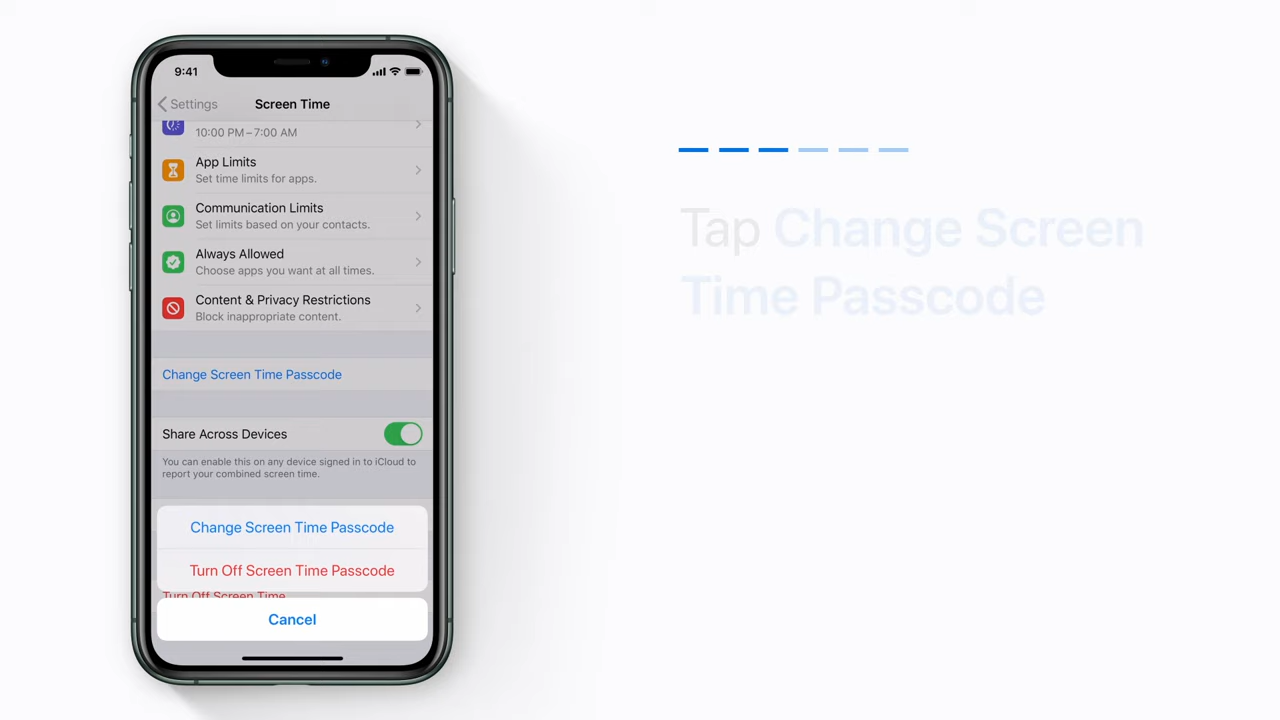 9:41
Settings
Screen Time
10:00 PM – 7:00 AM
App Limits
Set time limits for apps.
Communication Limits
Set limits based on your contacts.
Always Allowed
Choose apps you want at all times.
Content & Privacy Restrictions
Block inappropriate content.
Change Screen Time Passcode
Share Across Devices
You can enable this on any device signed in to iCloud to
report your combined screen time.
Change Screen Time Passcode
Turn Off Screen Time Passcode
Turn Off Screen Time
Cancel
Tap Change Screen
Time Passcode